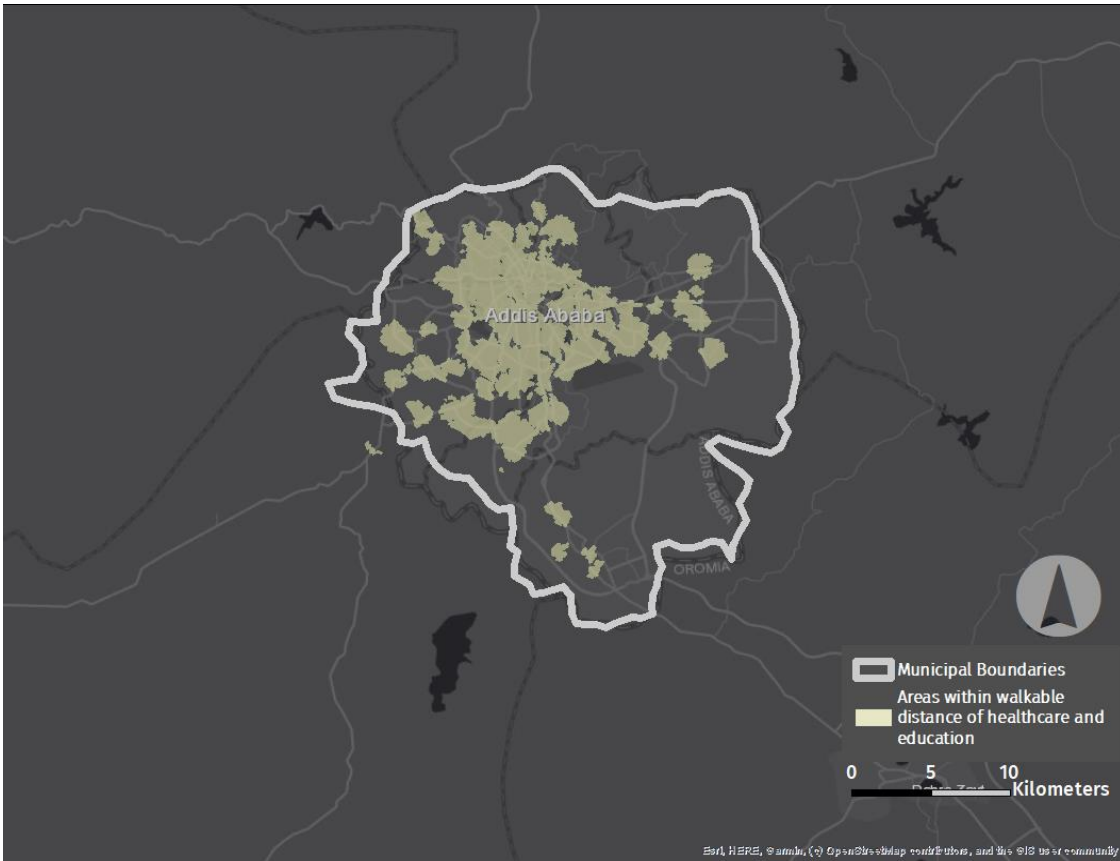 Addis Ababa
ADDIS ABABA
OROMIA
Municipal Boundaries
Areas within walkable
distance of healthcare and
education
0 5 10
Kilometers
Esri, HERE, Garmin, (c) OpenStreetMap contributors, and the GIS user community